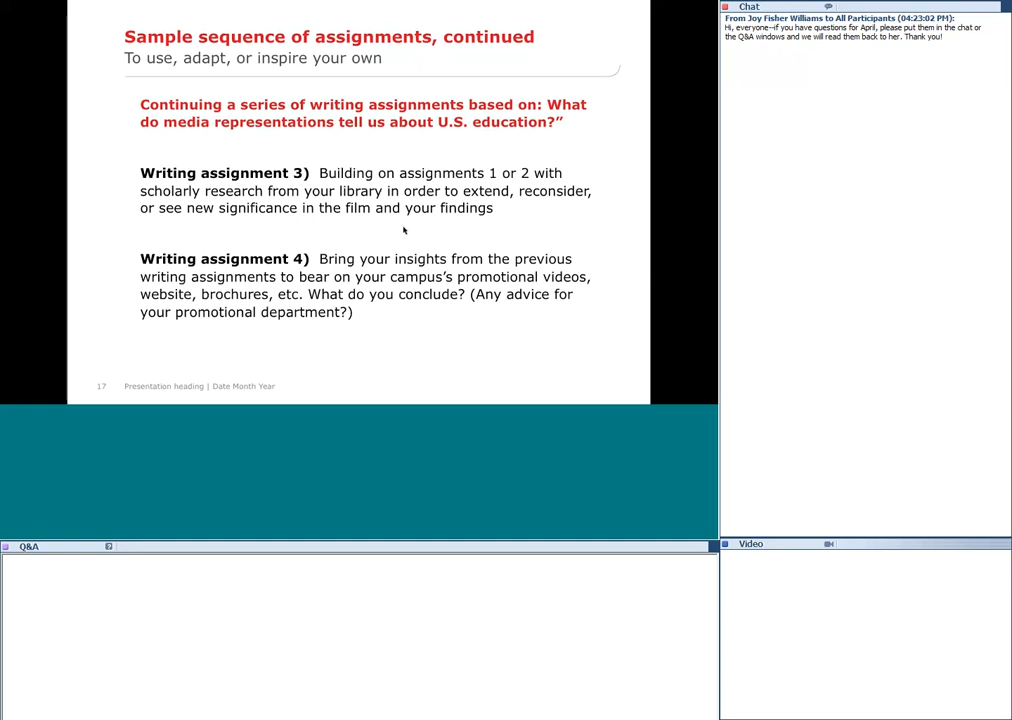 Sample sequence of assignments, continued
To use, adapt, or inspire your own
Continuing a series of writing assignments based on: What
do media representations tell us about U.S. education?”
Writing assignment 3) Building on assignments 1 or 2 with
scholarly research from your library in order to extend, reconsider,
or see new significance in the film and your findings
Writing assignment 4) Bring your insights from the previous
writing assignments to bear on your campus’s promotional videos,
website, brochures, etc. What do you conclude? (Any advice for
your promotional department?)
17 Presentation heading | Date Month Year
Chat
From Joy Fisher Williams to All Participants (04:23:02 PM):
Hi, everyone--if you have questions for April, please put them in the chat or
the Q&A windows and we will read them back to her. Thank you!
Q&A
Video